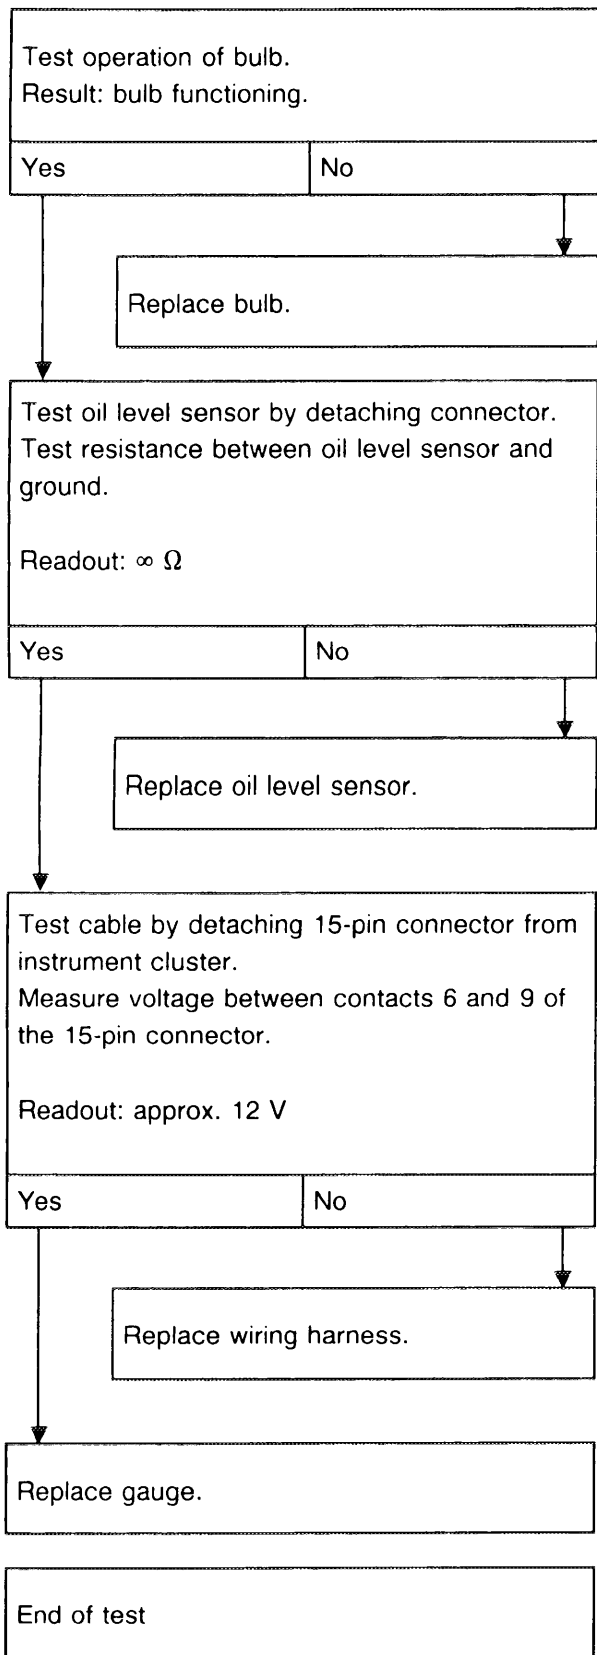 Test operation of bulb.
Result: bulb functioning.
Yes
No
Replace bulb.
Test oil level sensor by detaching connector.
Test resistance between oil level sensor and
ground.
Readout: ∞ Ω
Yes
No
Replace oil level sensor.
Test cable by detaching 15-pin connector from
instrument cluster.
Measure voltage between contacts 6 and 9 of
the 15-pin connector.
Readout: approx. 12 V
Yes
No
Replace wiring harness.
Replace gauge.
End of test